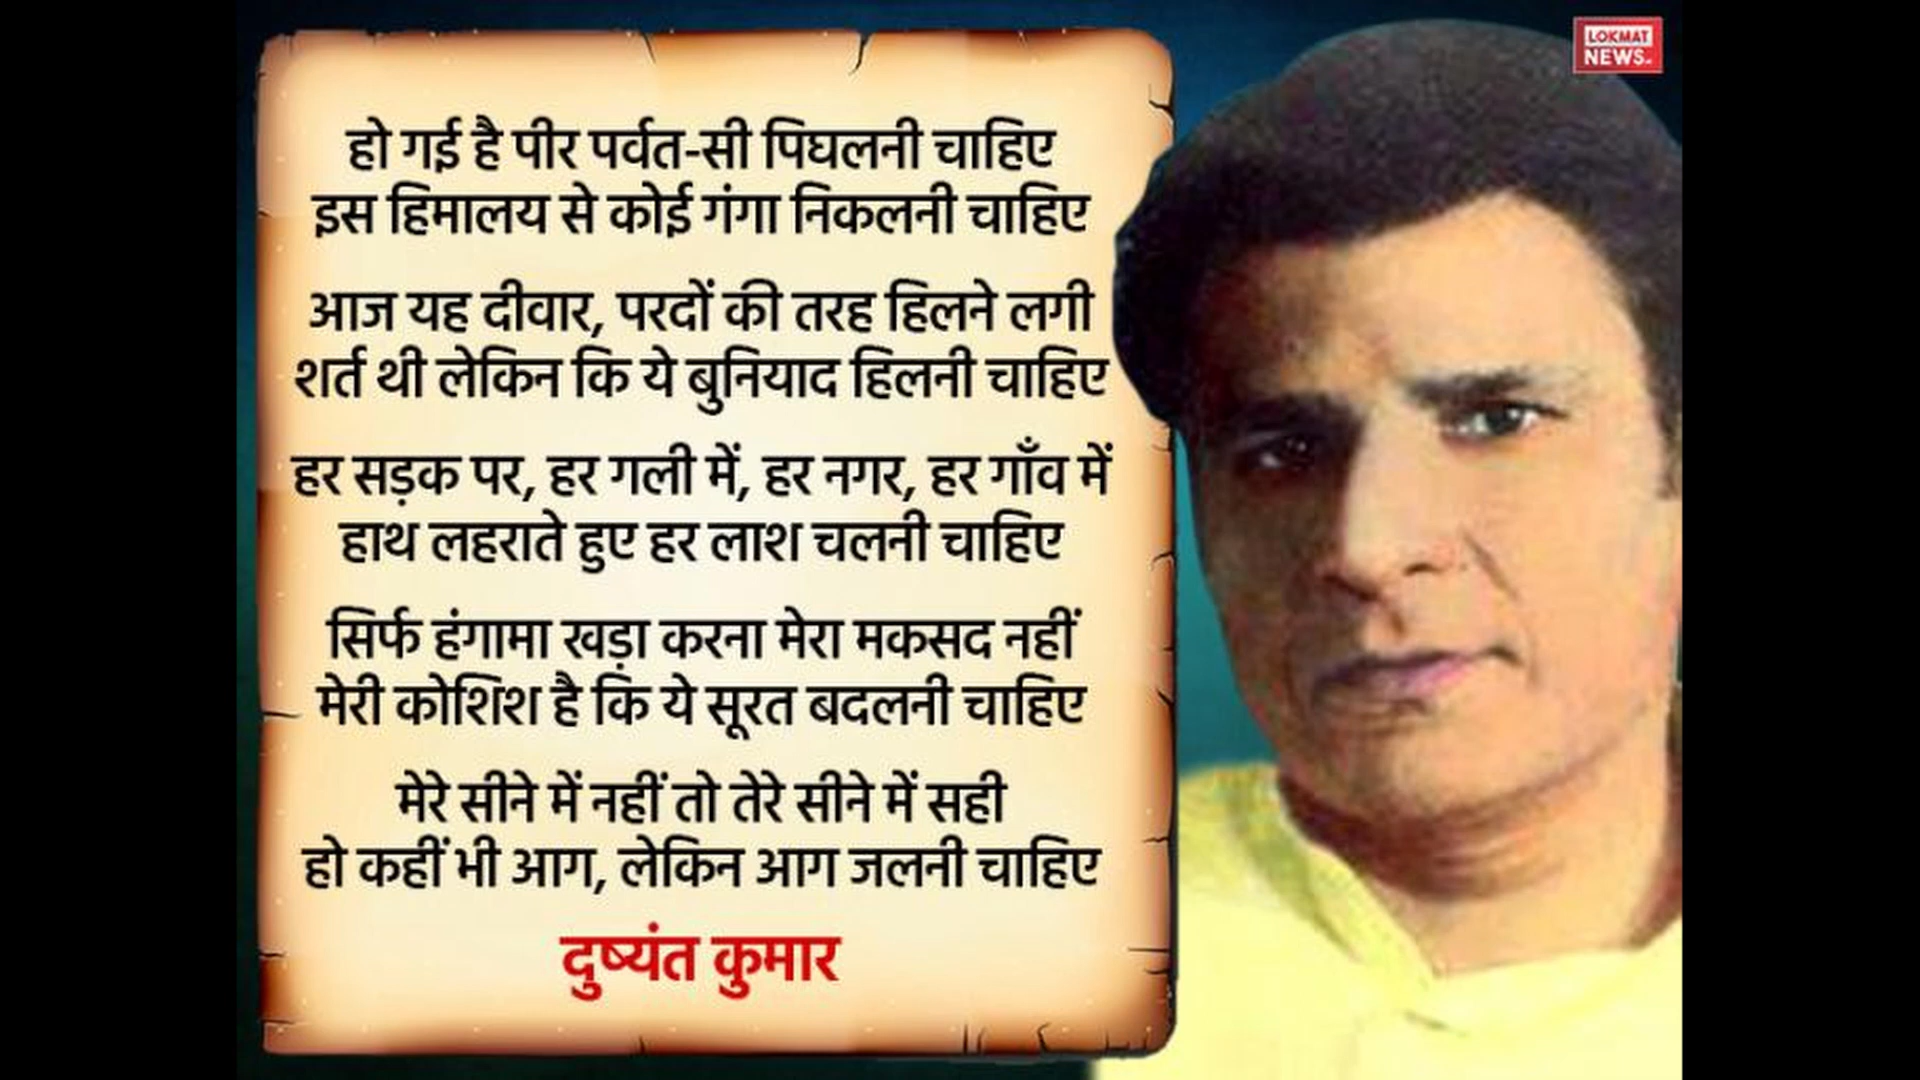 LOKMAT
NEWS.in
हो गई है पीर पर्वत-सी पिघलनी चाहिए
इस हिमालय से कोई गंगा निकलनी चाहिए
आज यह दीवार, परदों की तरह हिलने लगी
शर्त थी लेकिन कि ये बुनियाद हिलनी चाहिए
हर सड़क पर, हर गली में, हर नगर, हर गाँव में
हाथ लहराते हुए हर लाश चलनी चाहिए
सिर्फ हंगामा खड़ा करना मेरा मकसद नहीं
मेरी कोशिश है कि ये सूरत बदलनी चाहिए
मेरे सीने में नहीं तो तेरे सीने में सही
हो कहीं भी आग, लेकिन आग जलनी चाहिए
दुष्यंत कुमार